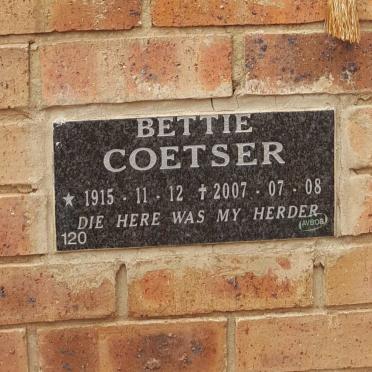 BETTIE
COETSER
★ 1915 - 11 - 12 ✝ 2007 - 07 - 08
DIE HERE WAS MY HERDER
120 AVBOB